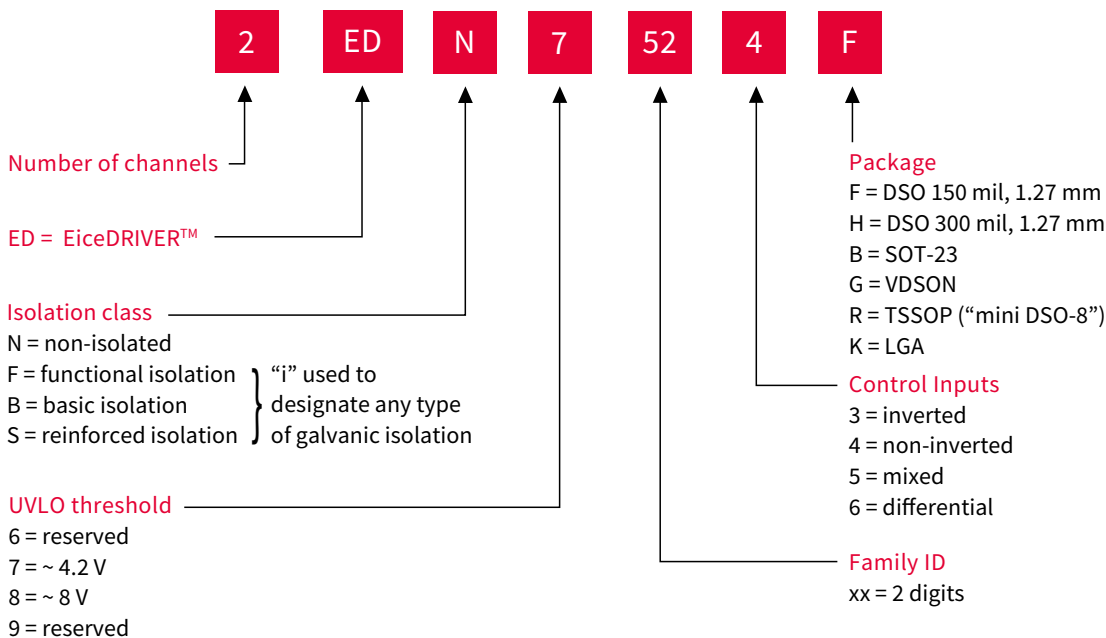 2 ED N 7 52 4 F
Number of channels
ED = EiceDRIVER™
Isolation class
N = non-isolated
F = functional isolation
B = basic isolation
S = reinforced isolation
} "i" used to
designate any type
of galvanic isolation
UVLO threshold
6 = reserved
7 = ~ 4.2 V
8 = ~ 8 V
9 = reserved
Package
F = DSO 150 mil, 1.27 mm
H = DSO 300 mil, 1.27 mm
B = SOT-23
G = VDSON
R = TSSOP (“mini DSO-8”)
K = LGA
Control Inputs
3 = inverted
4 = non-inverted
5 = mixed
6 = differential
Family ID
xx = 2 digits